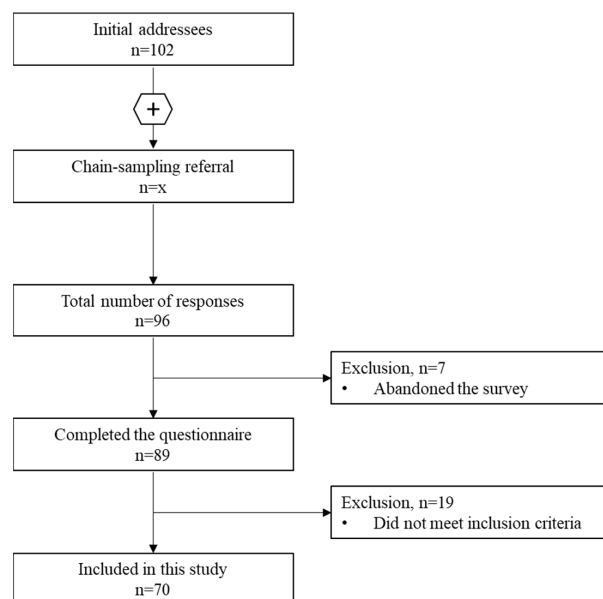 Initial addressees
n=102
+
Chain-sampling referral
n=x
Total number of responses
n=96
Exclusion, n=7
• Abandoned the survey
Completed the questionnaire
n=89
Exclusion, n=19
• Did not meet inclusion criteria
Included in this study
n=70